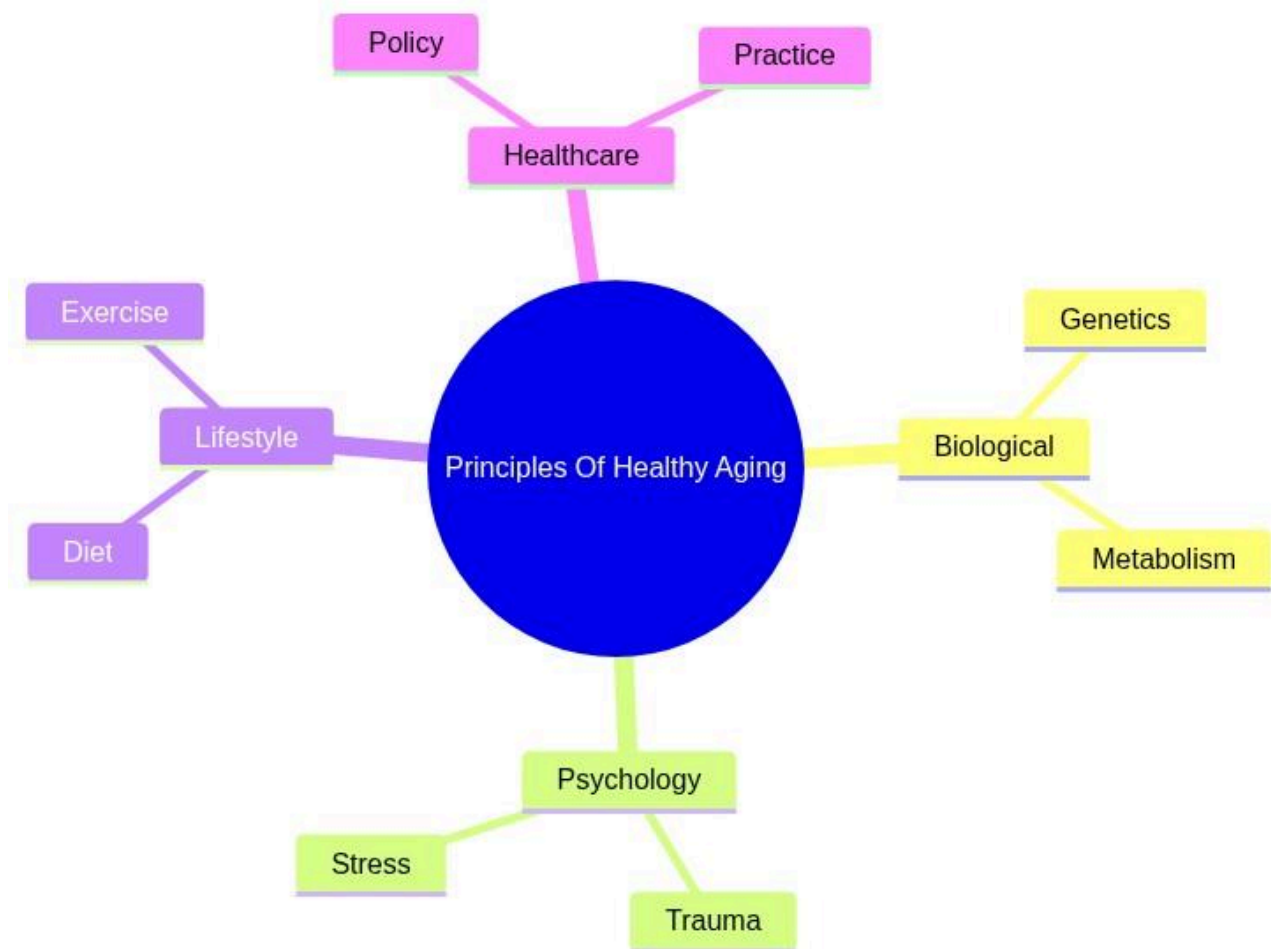 Policy
Practice
Healthcare
Exercise
Genetics
Lifestyle
Biological
Principles Of Healthy Aging
Diet
Metabolism
Psychology
Stress
Trauma